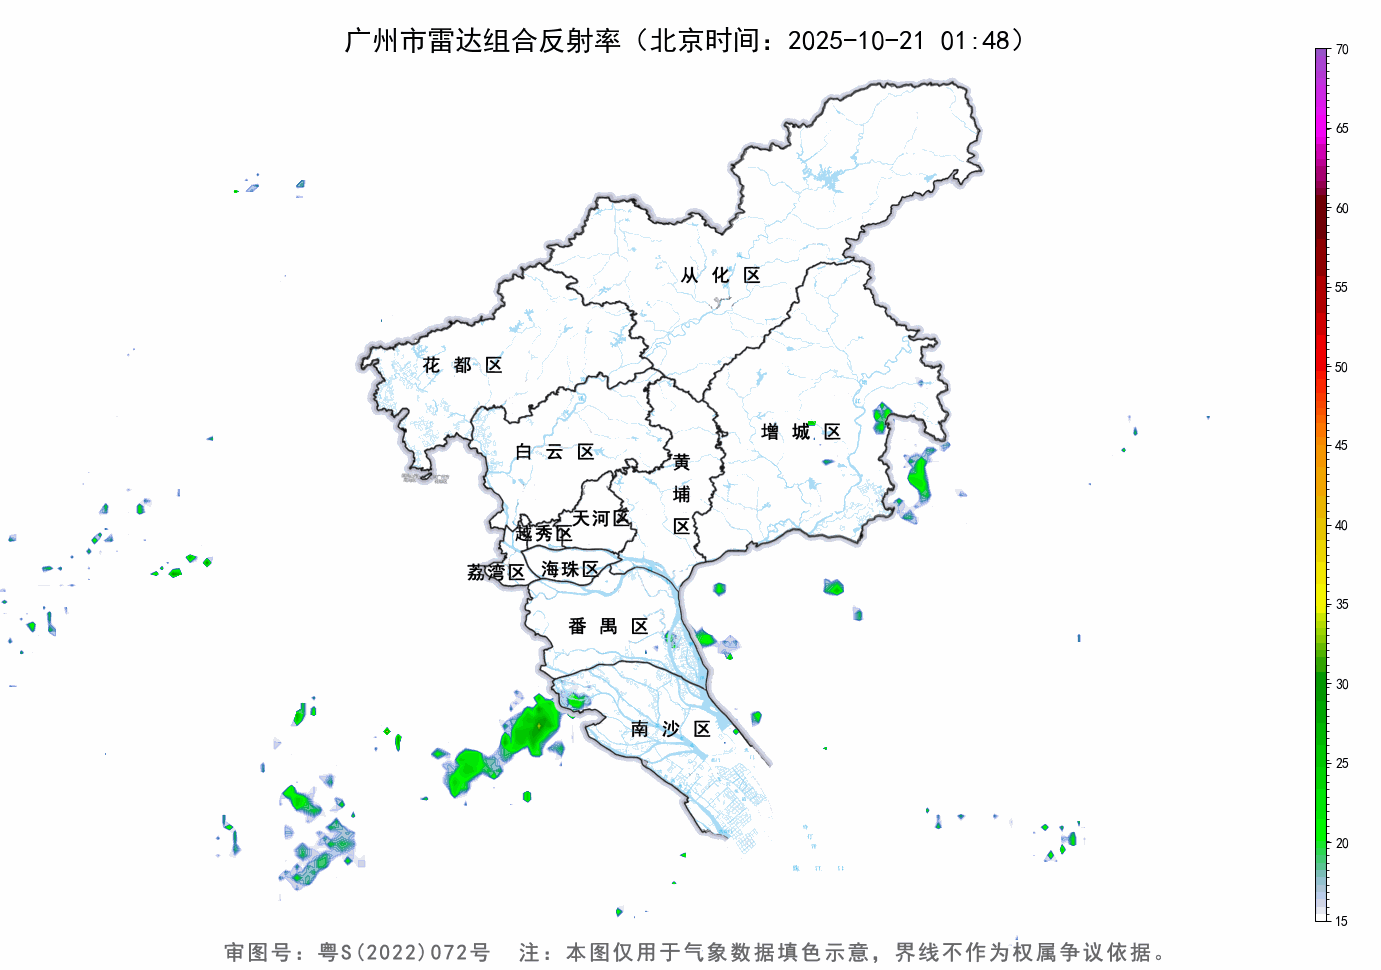 广州市雷达组合反射率（北京时间：2025-10-21 01:48）
70
65
60
55
50
45
40
35
30
25
20
15
从化区
花都区
增城区
白云区
黄埔区
天河区
越秀区
荔湾区
海珠区
番禺区
南沙区
审图号：粤S(2022)072号 注：本图仅用于气象数据填色示意，界线不作为权属争议依据。